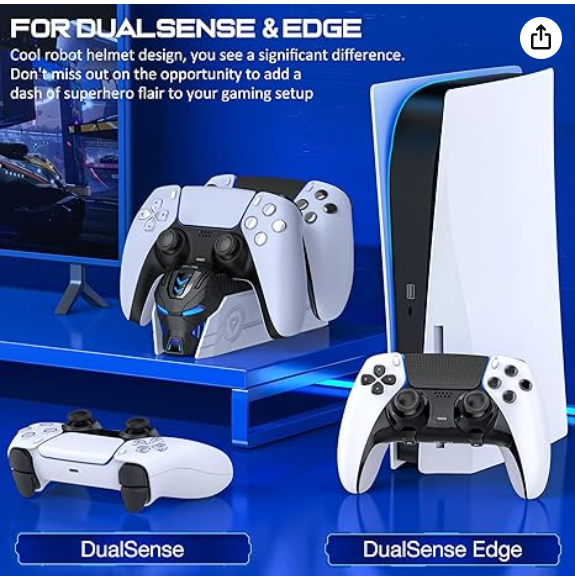 FOR DUALSENSE & EDGE
Cool robot helmet design, you see a significant difference.
Don't miss out on the opportunity to add a
dash of superhero flair to your gaming setup
DualSense
DualSense Edge